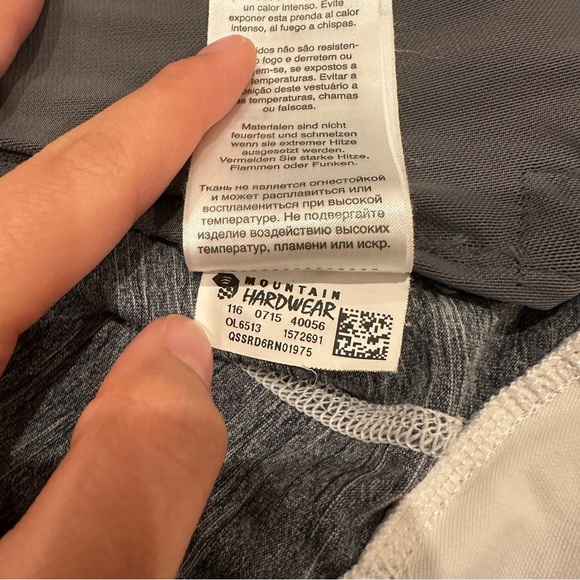 un calor intenso. Evite
exponer esta prenda al calor
intenso, al fuego a chispas.
idos não são resisten-
fogo e derretem ou
em-se, se expostos a
temperaturas. Evitar a
sição deste vestuário a
temperaturas, chamas
ou faíscas.
Materialen sind nicht
feuerfest und schmelzen
wenn sie extremer Hitze
ausgesetzt werden.
Vermeiden Sie starke Hitze,
Flammen oder Funken.
Ткань не является огнестойкой
и может расплавиться или
воспламениться при высокой
температуре. Не подвергайте
изделие воздействию высоких
температур, пламени или искр.
MOUNTAIN
HARDWEAR
116 0715 40056
OL6513 1572691
QSSRD6RN01975